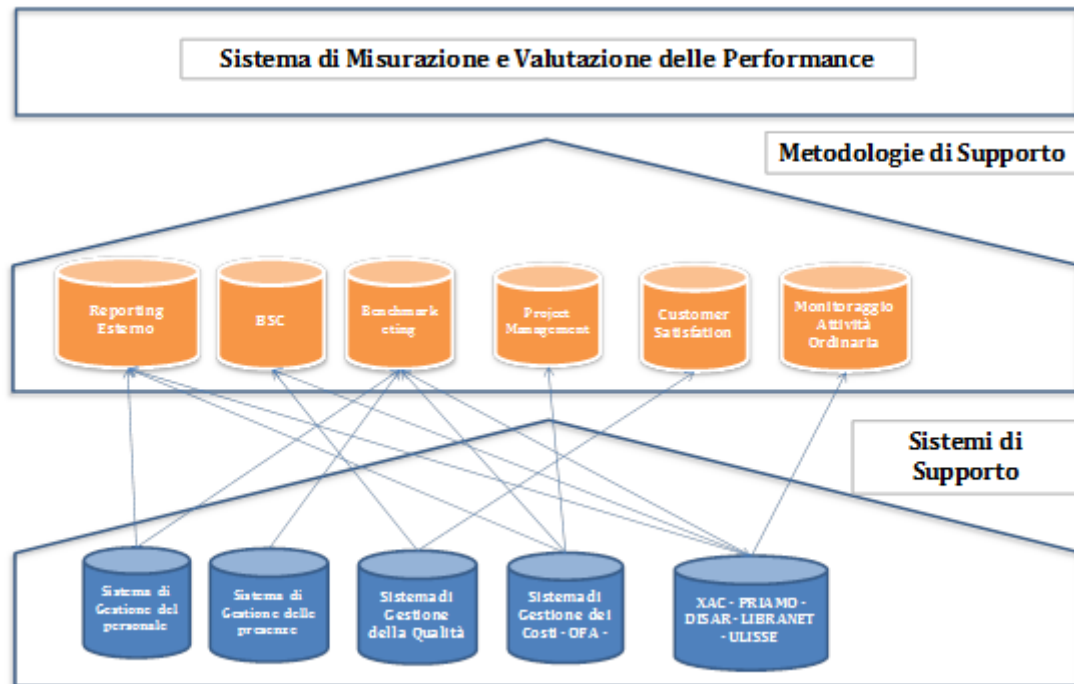 Sistema di Misurazione e Valutazione delle Performance
Metodologie di Supporto
Reporting
Esterno
BSC
Benchmark
eting
Project
Management
Customer
Satisfation
Monitoraggio
Attività
Ordinaria
Sistemi di
Supporto
Sistema di
Gestione del
personale
Sistema di
Gestione delle
presenze
Sistema di
Gestione
della Qualità
Sistema di
Gestione dei
Costi - OFA -
XAC - PRIAMO -
DISAR - LIBRANET
- ULISSE